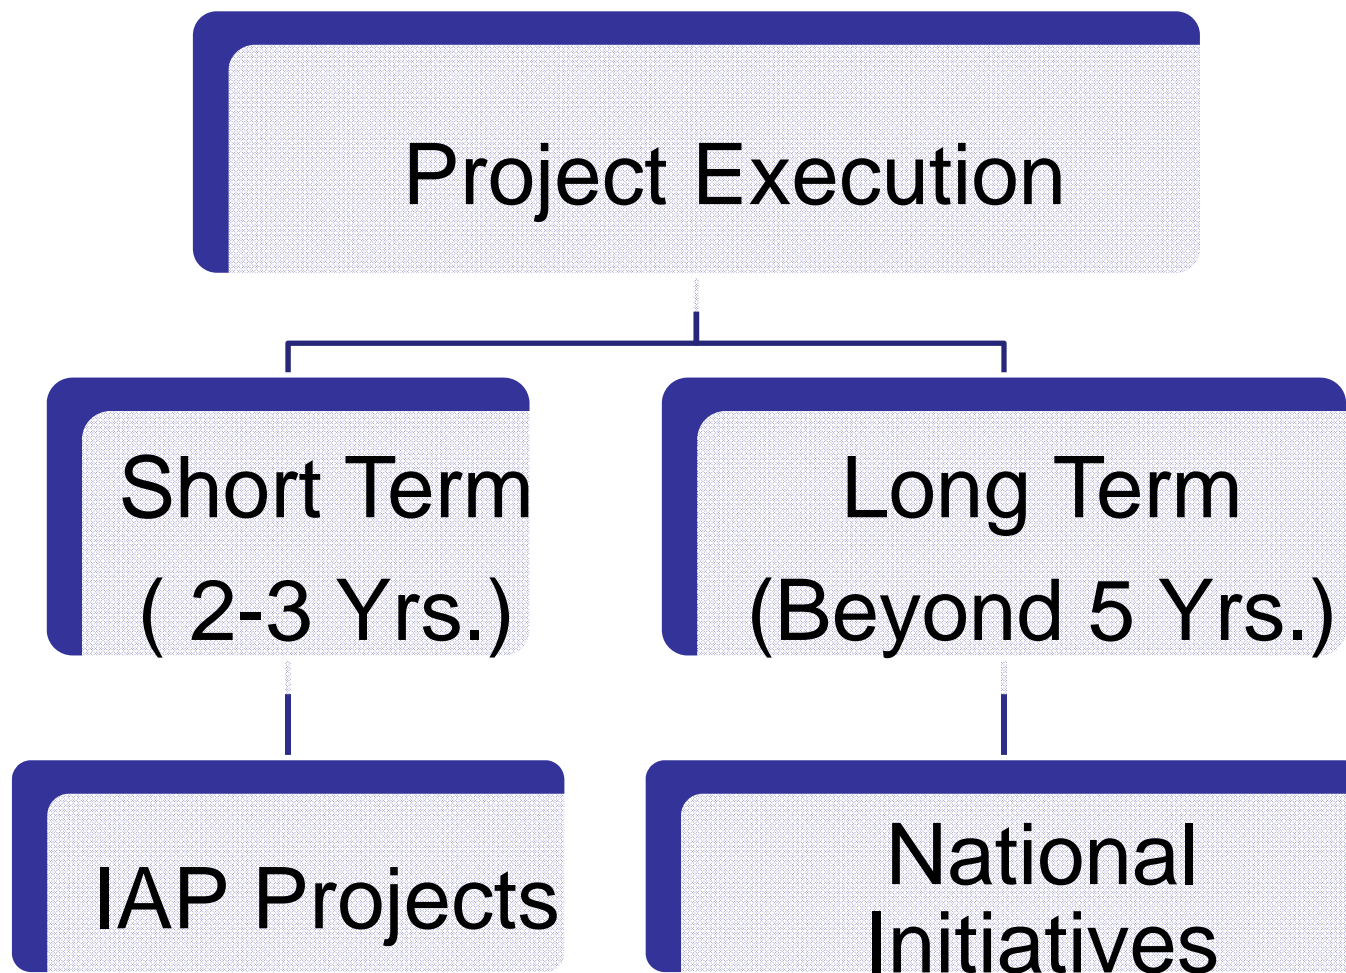 Project Execution
Short Term
( 2-3 Yrs.)
Long Term
(Beyond 5 Yrs.)
IAP Projects
National
Initiatives